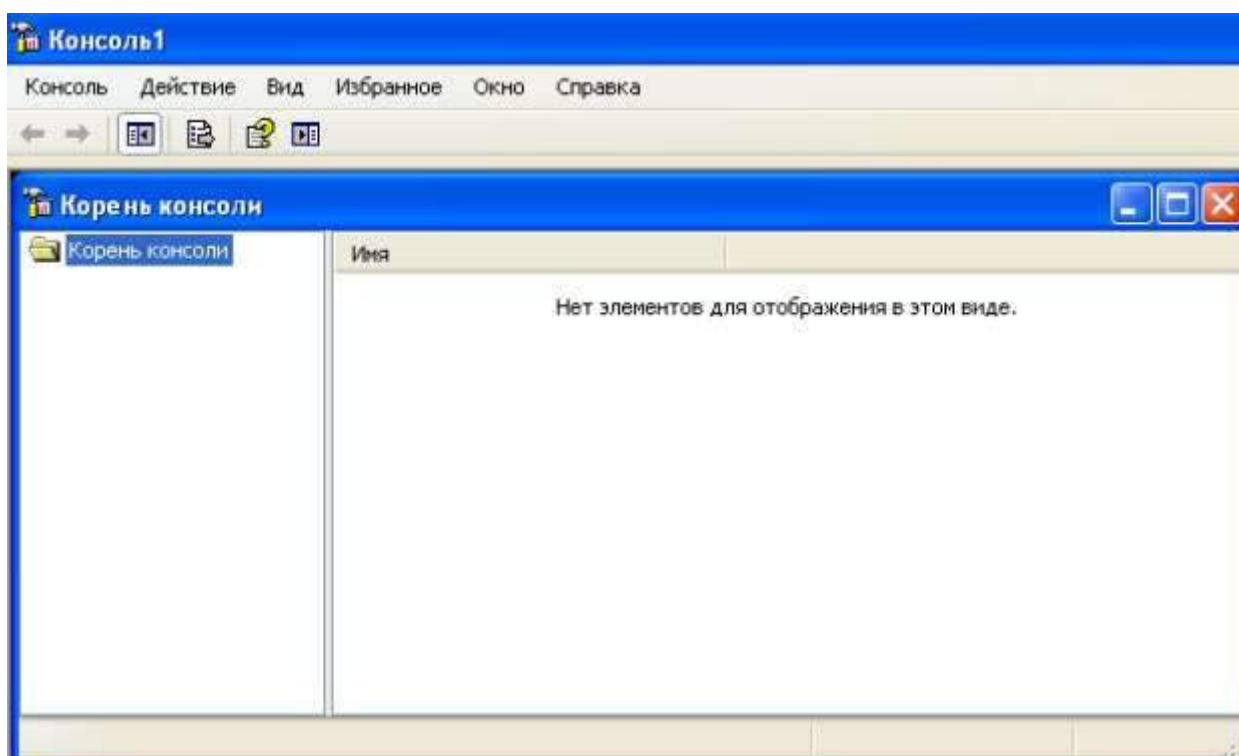 Консоль1
Консоль Действие Вид Избранное Окно Справка
Корень консоли
Корень консоли
Имя
Нет элементов для отображения в этом виде.